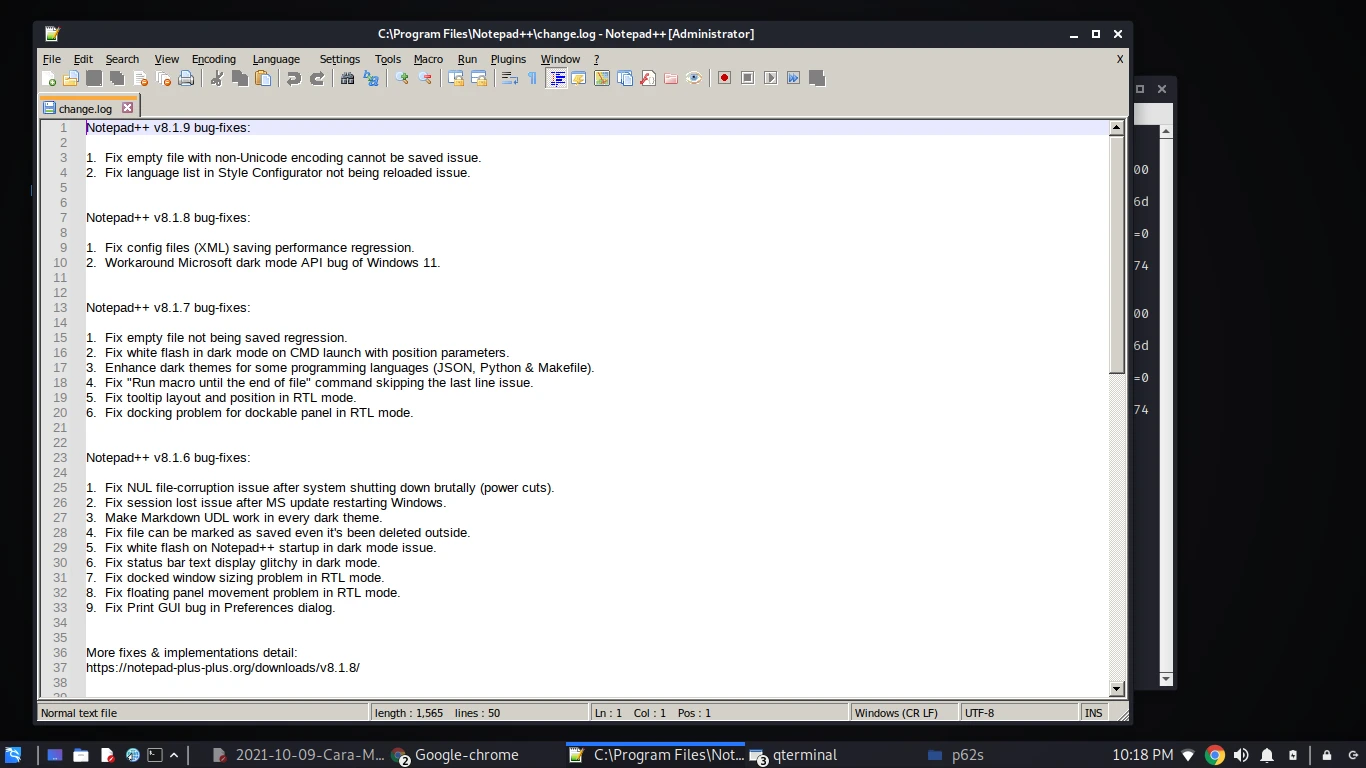 C:\Program Files\Notepad++\change.log - Notepad++ [Administrator]
File Edit Search View Encoding Language Settings Tools Macro Run Plugins Window ? X
change.log
1 Notepad++ v8.1.9 bug-fixes:
2
3 1. Fix empty file with non-Unicode encoding cannot be saved issue.
4 2. Fix language list in Style Configurator not being reloaded issue.
5
6
7 Notepad++ v8.1.8 bug-fixes:
8
9 1. Fix config files (XML) saving performance regression.
10 2. Workaround Microsoft dark mode API bug of Windows 11.
11
12
13 Notepad++ v8.1.7 bug-fixes:
14
15 1. Fix empty file not being saved regression.
16 2. Fix white flash in dark mode on CMD launch with position parameters.
17 3. Enhance dark themes for some programming languages (JSON, Python & Makefile).
18 4. Fix "Run macro until the end of file" command skipping the last line issue.
19 5. Fix tooltip layout and position in RTL mode.
20 6. Fix docking problem for dockable panel in RTL mode.
21
22
23 Notepad++ v8.1.6 bug-fixes:
24
25 1. Fix NUL file-corruption issue after system shutting down brutally (power cuts).
26 2. Fix session lost issue after MS update restarting Windows.
27 3. Make Markdown UDL work in every dark theme.
28 4. Fix file can be marked as saved even it's been deleted outside.
29 5. Fix white flash on Notepad++ startup in dark mode issue.
30 6. Fix status bar text display glitchy in dark mode.
31 7. Fix docked window sizing problem in RTL mode.
32 8. Fix floating panel movement problem in RTL mode.
33 9. Fix Print GUI bug in Preferences dialog.
34
35
36 More fixes & implementations detail:
37 https://notepad-plus-plus.org/downloads/v8.1.8/
38
00
6d
=0
74
00
6d
=0
74
Normal text file length : 1,565 lines : 50 Ln : 1 Col : 1 Pos : 1 Windows (CR LF) UTF-8 INS
2021-10-09-Cara-M... 2 Google-chrome C:\Program Files\Not... 3 qterminal p62s 10:18 PM